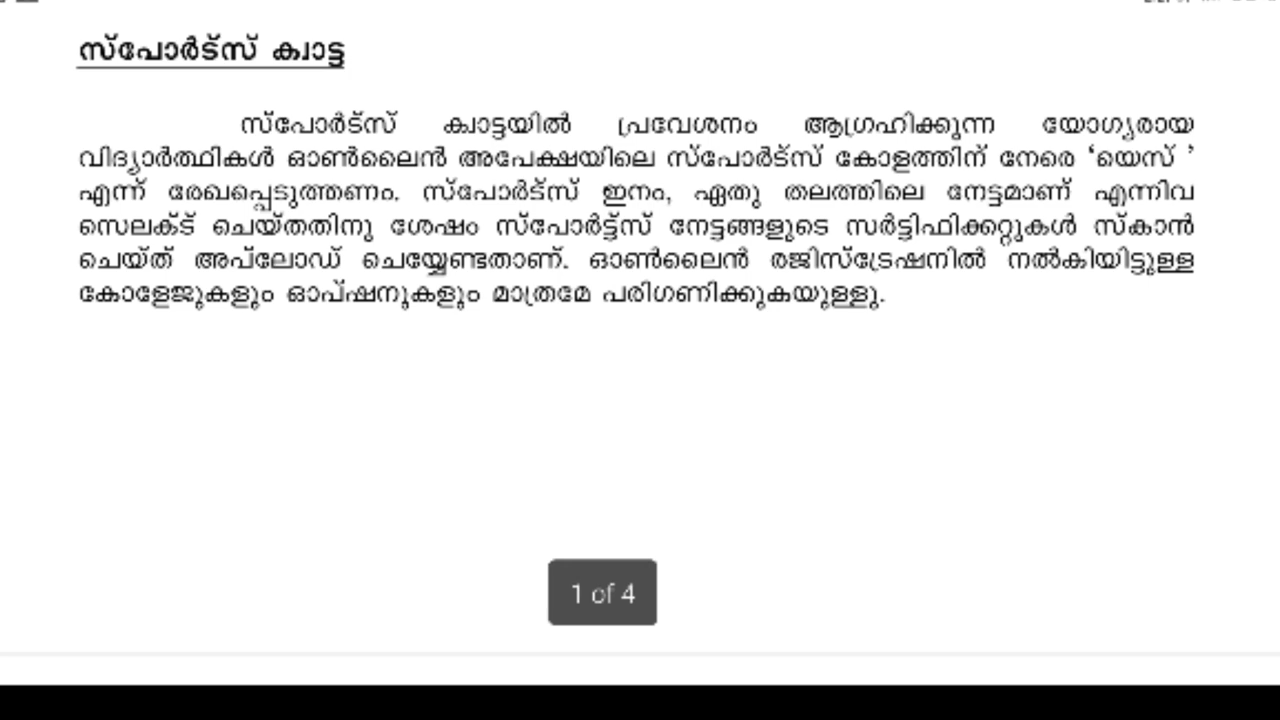 സ്പോർട്സ് ക്വാട്ട
സ്പോർട്സ് ക്വാട്ടയിൽ പ്രവേശനം ആഗ്രഹിക്കുന്ന യോഗ്യരായ
വിദ്യാർത്ഥികൾ ഓൺലൈൻ അപേക്ഷയിലെ സ്പോർട്സ് കോളത്തിന് നേരെ ‘യെസ് ’
എന്ന് രേഖപ്പെടുത്തണം. സ്പോർട്സ് ഇനം, ഏതു തലത്തിലെ നേട്ടമാണ് എന്നിവ
സെലക്ട് ചെയ്തതിനു ശേഷം സ്പോർട്ട്സ് നേട്ടങ്ങളുടെ സർട്ടിഫിക്കറ്റുകൾ സ്കാൻ
ചെയ്ത് അപ്‌ലോഡ് ചെയ്യേണ്ടതാണ്. ഓൺലൈൻ രജിസ്ട്രേഷനിൽ നൽകിയിട്ടുള്ള
കോളേജുകളും ഓപ്ഷനുകളും മാത്രമേ പരിഗണിക്കുകയുള്ളു.
1 of 4